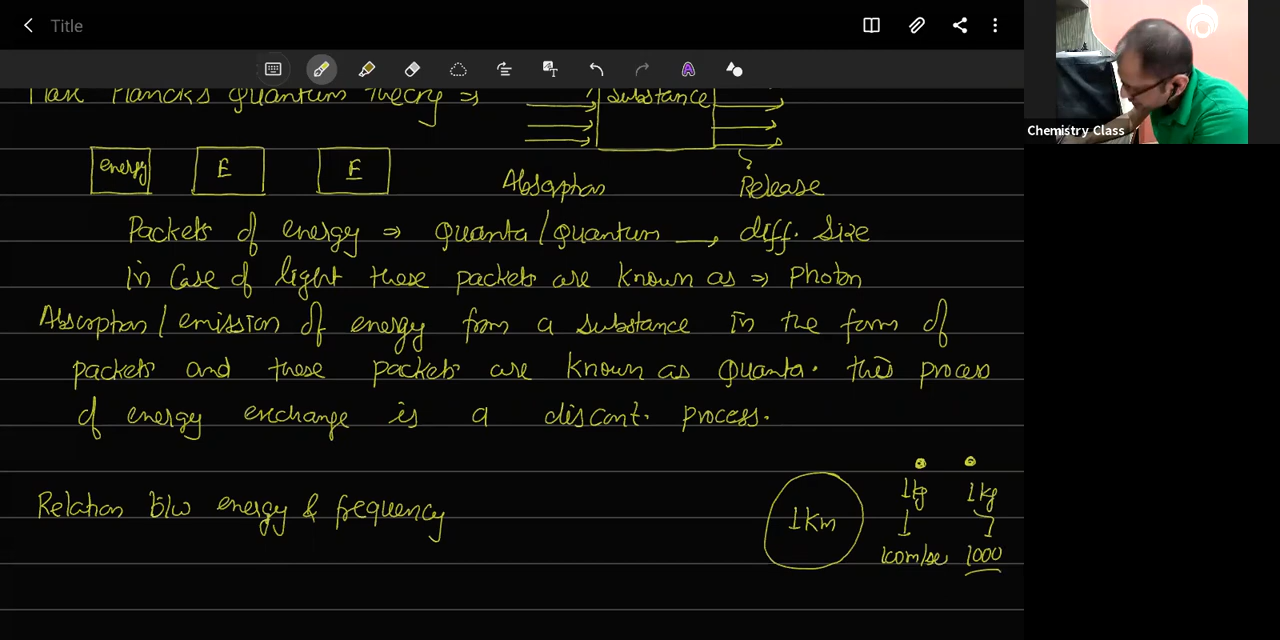 Title
Max Planck's Quantum Theory ⇒
Substance
energy E E
Absorption Release
Packets of energy ⇒ Quanta/Quantum → diff. Size
in Case of light these packets are known as ⇒ Photon
Absorption/emission of energy from a substance in the form of
packets and these packets are known as Quanta. this process
of energy exchange is a discont. process.
Relation b/w energy & frequency
1Km
1kg 1kg
1000
Chemistry Class